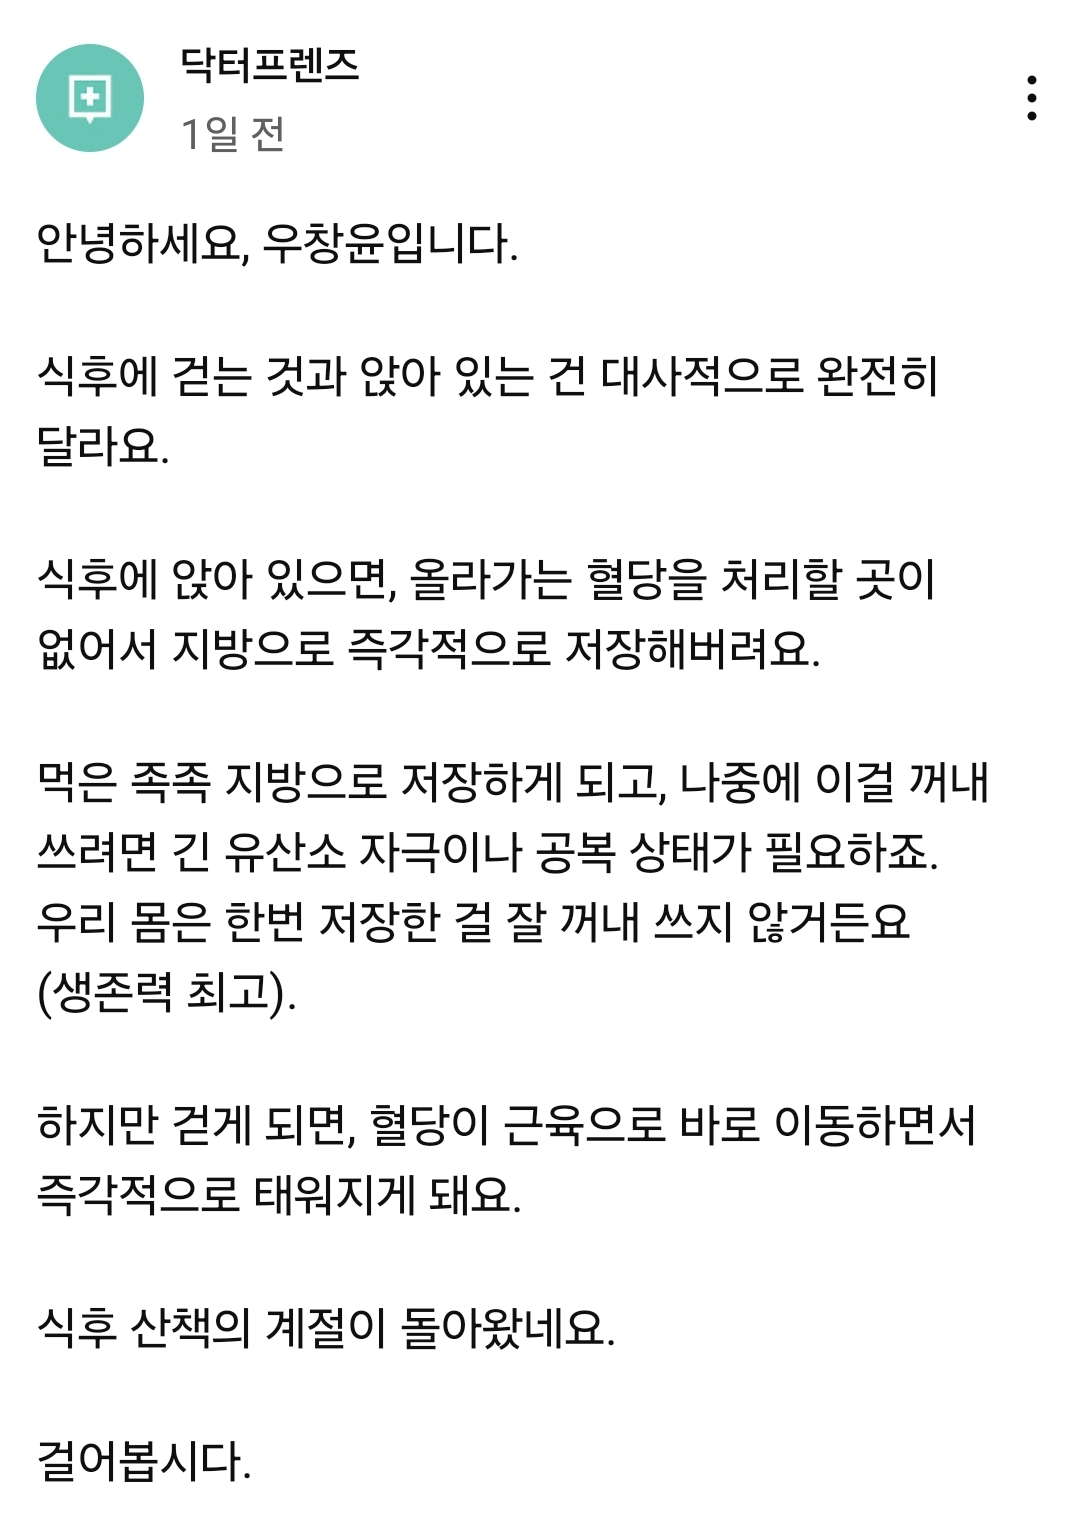 닥터프렌즈
1일 전
안녕하세요, 우창윤입니다.
식후에 걷는 것과 앉아 있는 건 대사적으로 완전히
달라요.
식후에 앉아 있으면, 올라가는 혈당을 처리할 곳이
없어서 지방으로 즉각적으로 저장해버려요.
먹은 족족 지방으로 저장하게 되고, 나중에 이걸 꺼내
쓰려면 긴 유산소 자극이나 공복 상태가 필요하죠.
우리 몸은 한번 저장한 걸 잘 꺼내 쓰지 않거든요
(생존력 최고).
하지만 걷게 되면, 혈당이 근육으로 바로 이동하면서
즉각적으로 태워지게 돼요.
식후 산책의 계절이 돌아왔네요.
걸어봅시다.